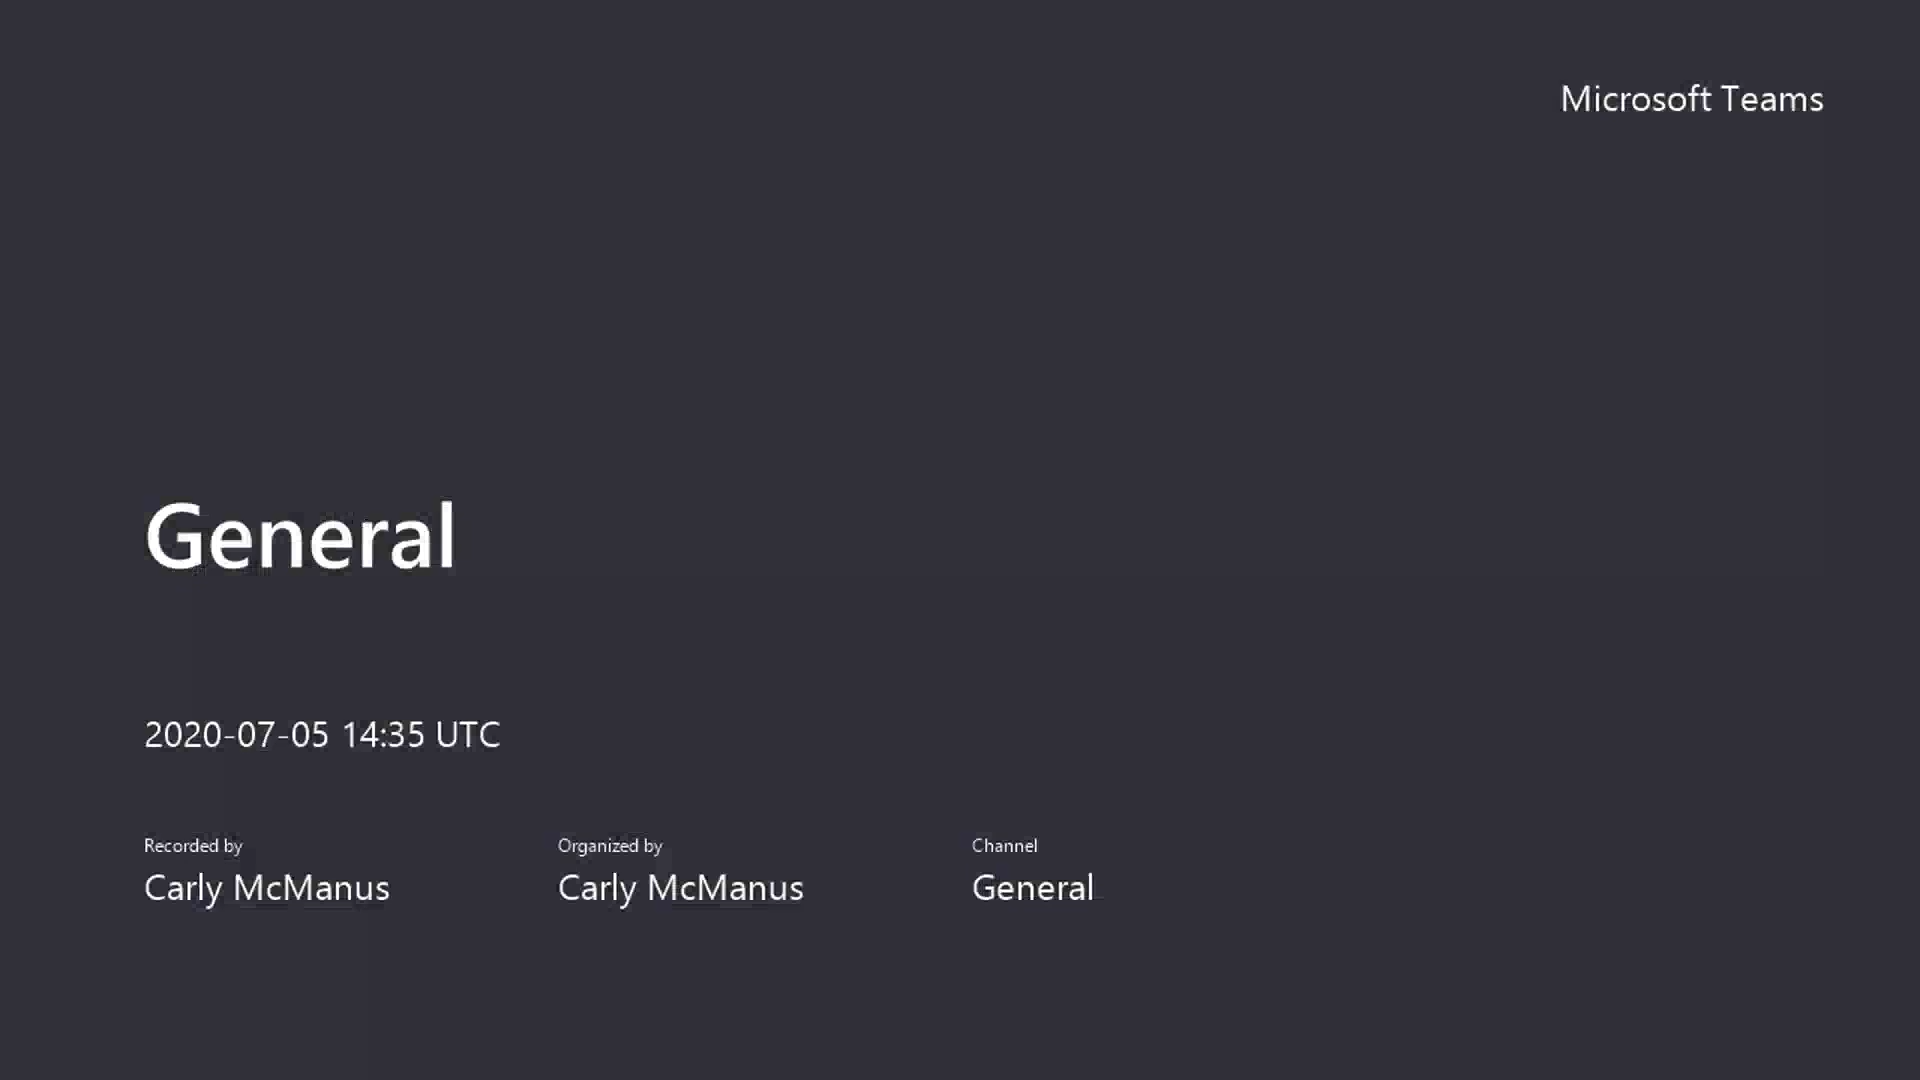 Microsoft Teams
General
2020-07-05 14:35 UTC
Recorded by
Carly McManus
Organized by
Carly McManus
Channel
General